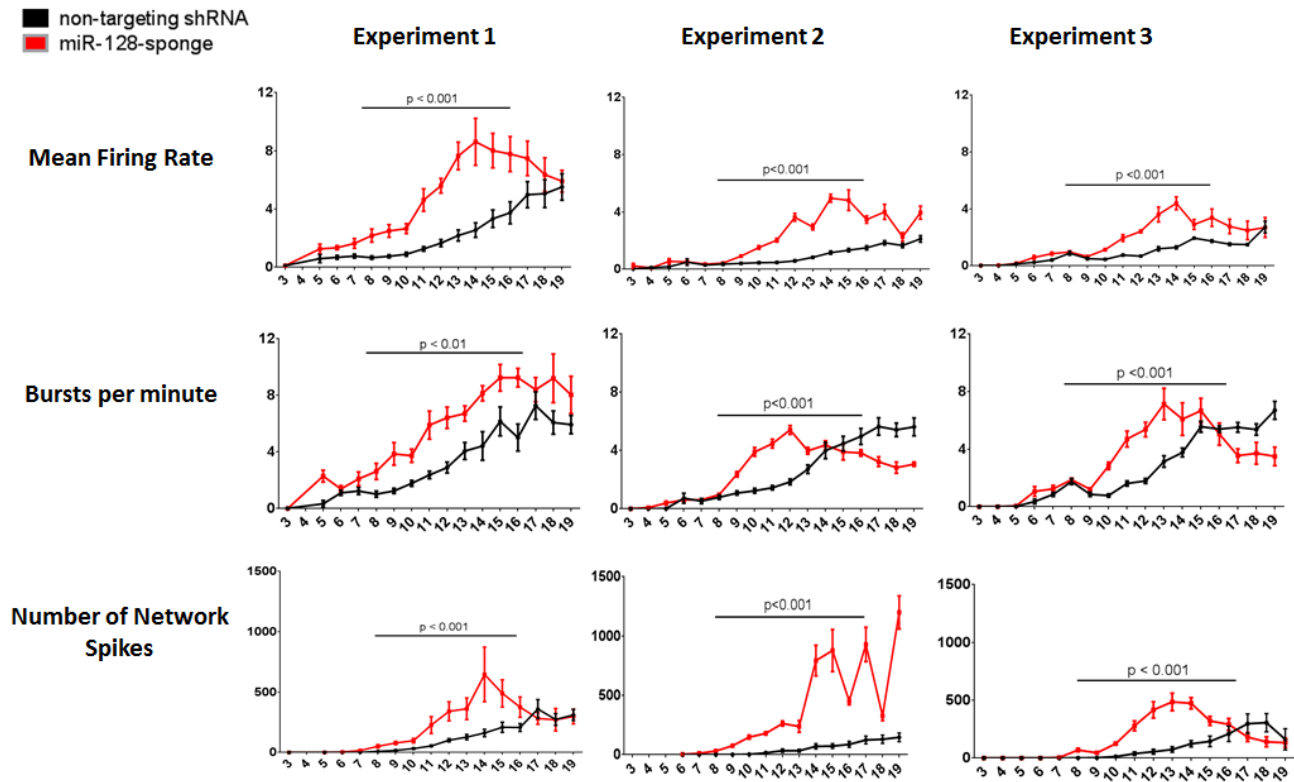 non-targeting shRNA
miR-128-sponge
Experiment 1
Experiment 2
Experiment 3
Mean Firing Rate
12
8
4
0
p < 0.001
3 5 6 7 8 9 10 11 12 13 14 15 16 17 18 19
12
8
4
0
p<0.001
3 4 5 6 7 8 9 10 11 12 13 14 15 16 17 18 19
12
8
4
0
p <0.001
3 4 5 6 7 8 9 10 11 12 13 14 15 16 17 18 19
Bursts per minute
12
8
4
0
p < 0.01
3 5 6 7 8 9 10 11 12 13 14 15 16 17 18 19
12
8
4
0
p<0.001
3 4 5 6 7 8 9 10 11 12 13 14 15 16 17 18 19
12
8
4
0
p <0.001
3 4 5 6 7 8 9 10 11 12 13 14 15 16 17 18 19
Number of Network
Spikes
1500
1000
500
0
p < 0.001
3 5 6 7 8 9 10 11 12 13 14 15 16 17 18 19
1500
1000
500
0
p<0.001
3 4 5 6 7 8 9 10 11 12 13 14 15 16 17 18 19
1500
1000
500
0
p < 0.001
3 4 5 6 7 8 9 10 11 12 13 14 15 16 17 18 19